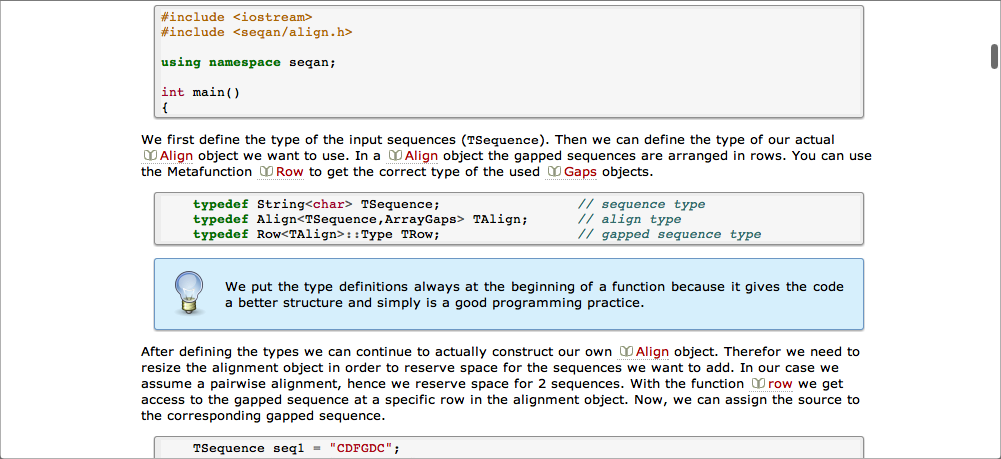 #include <iostream>
#include <seqan/align.h>
using namespace seqan;
int main()
{
We first define the type of the input sequences (TSequence). Then we can define the type of our actual
Align object we want to use. In a Align object the gapped sequences are arranged in rows. You can use
the Metafunction Row to get the correct type of the used Gaps objects.
typedef String<char> TSequence; // sequence type
typedef Align<TSequence,ArrayGaps> TAlign; // align type
typedef Row<TAlign>::Type TRow; // gapped sequence type
We put the type definitions always at the beginning of a function because it gives the code
a better structure and simply is a good programming practice.
After defining the types we can continue to actually construct our own Align object. Therefor we need to
resize the alignment object in order to reserve space for the sequences we want to add. In our case we
assume a pairwise alignment, hence we reserve space for 2 sequences. With the function row we get
access to the gapped sequence at a specific row in the alignment object. Now, we can assign the source to
the corresponding gapped sequence.
TSequence seq1 = "CDFGDC";